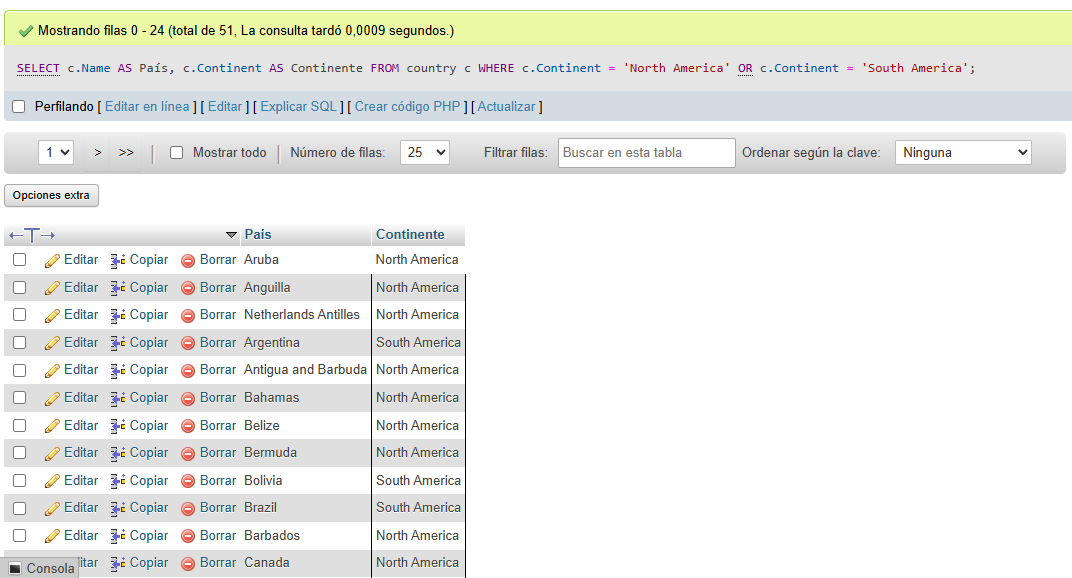 Mostrando filas 0 - 24 (total de 51, La consulta tardó 0,0009 segundos.)
SELECT c.Name AS País, c.Continent AS Continente FROM country c WHERE c.Continent = 'North America' OR c.Continent = 'South America';
Perfilando [ Editar en línea ] [ Editar ] [ Explicar SQL ] [ Crear código PHP ] [ Actualizar ]
1 > >> | Mostrar todo | Número de filas: 25 Filtrar filas: Buscar en esta tabla Ordenar según la clave: Ninguna
Opciones extra
←T→ País Continente
Editar Copiar Borrar Aruba North America
Editar Copiar Borrar Anguilla North America
Editar Copiar Borrar Netherlands Antilles North America
Editar Copiar Borrar Argentina South America
Editar Copiar Borrar Antigua and Barbuda North America
Editar Copiar Borrar Bahamas North America
Editar Copiar Borrar Belize North America
Editar Copiar Borrar Bermuda North America
Editar Copiar Borrar Bolivia South America
Editar Copiar Borrar Brazil South America
Editar Copiar Borrar Barbados North America
itar Copiar Borrar Canada North America
Consola